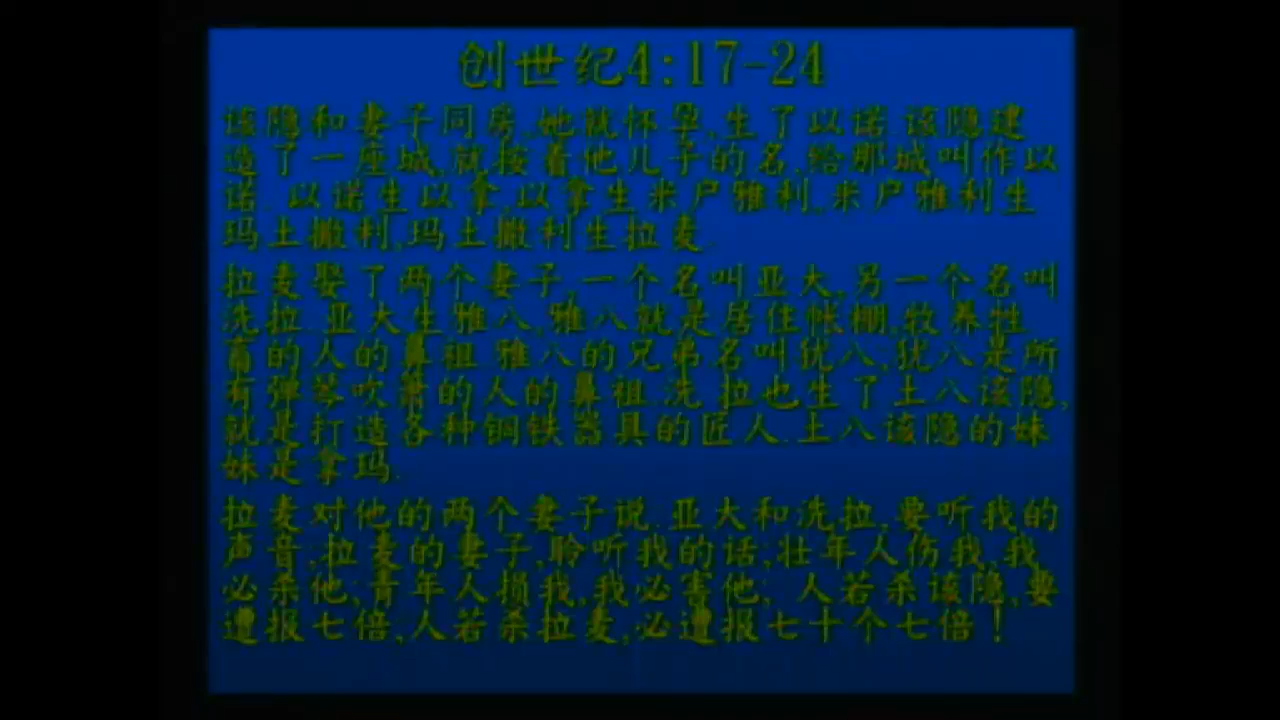 创世纪4:17-24
该隐和妻子同房,她就怀孕,生了以诺.该隐建
造了一座城,就按着他儿子的名,给那城叫作以
诺. 以诺生以拿,以拿生米户雅利,米户雅利生
玛土撒利,玛土撒利生拉麦.
拉麦娶了两个妻子,一个名叫亚大,另一个名叫
洗拉.亚大生雅八,雅八就是居住帐棚,牧养牲
畜的人的鼻祖.雅八的兄弟名叫犹八;犹八是所
有弹琴吹箫的人的鼻祖.洗 拉也生了土八该隐,
就是打造各种铜铁器具的匠人.土八该隐的妹
妹是拿玛.
拉麦对他的两个妻子说:亚大和洗拉,要听我的
声音;拉麦的妻子,聆听我的话;壮年人伤我,我
必杀他;青年人损我,我必害他; 人若杀该隐,要
遭报七倍;人若杀拉麦,必遭报七十个七倍!